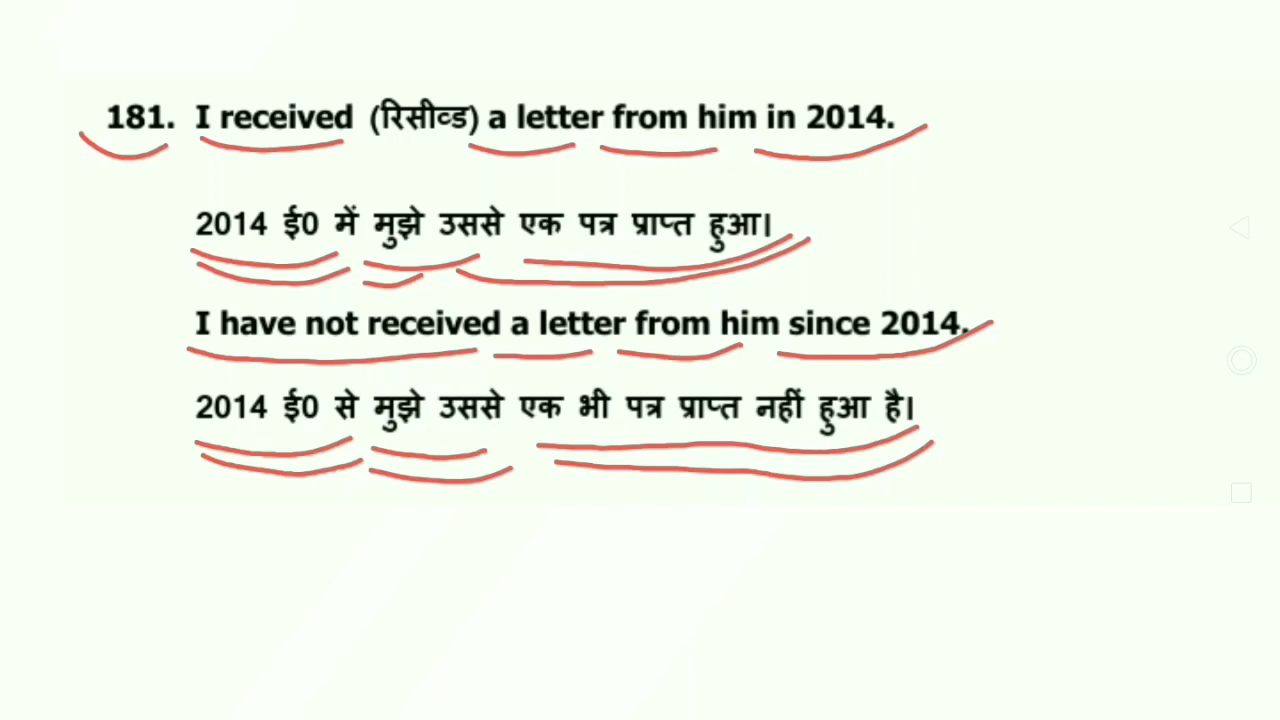 181. I received (रिसीव्ड) a letter from him in 2014.
2014 ई0 में मुझे उससे एक पत्र प्राप्त हुआ।
I have not received a letter from him since 2014.
2014 ई0 से मुझे उससे एक भी पत्र प्राप्त नहीं हुआ है।